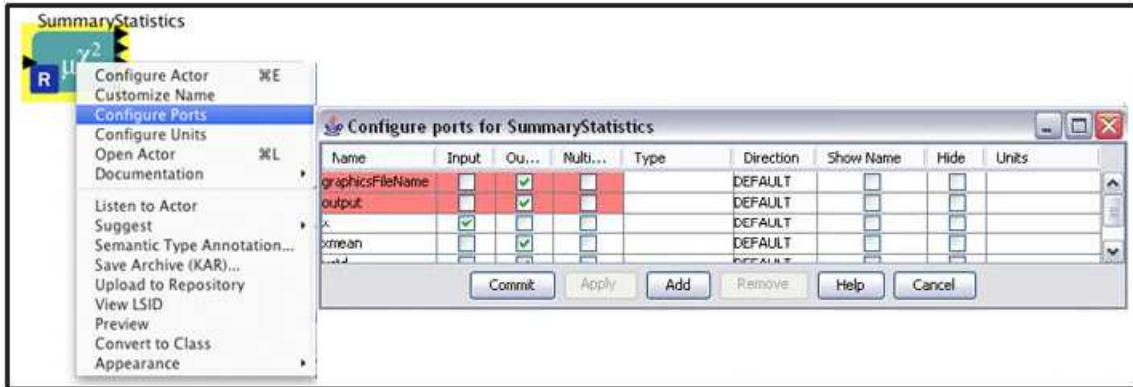 SummaryStatistics
μχ2
R
Configure Actor ⌘E
Customize Name
Configure Ports
Configure Units
Open Actor ⌘L
Documentation
Listen to Actor
Suggest
Semantic Type Annotation...
Save Archive (KAR)...
Upload to Repository
View LSID
Preview
Convert to Class
Appearance
Configure ports for SummaryStatistics
Name Input Ou... Multi... Type Direction Show Name Hide Units
graphicsFileName DEFAULT
output DEFAULT
x DEFAULT
xmean DEFAULT
DEFAULT
Commit Apply Add Remove Help Cancel